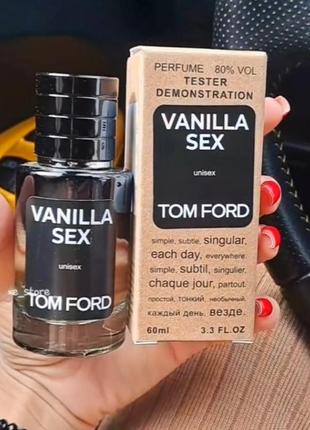 VANILLA
SEX
unisex
TOM FORD
PERFUME 80% VOL
TESTER
DEMONSTRATION
VANILLA
SEX
unisex
TOM FORD
simple, subtle, singular,
each day, everywhere.
simple, subtil, singulier,
chaque jour, partout.
простой, тонкий, необычный,
каждый день, везде.
60ml 3.3 FL.OZ